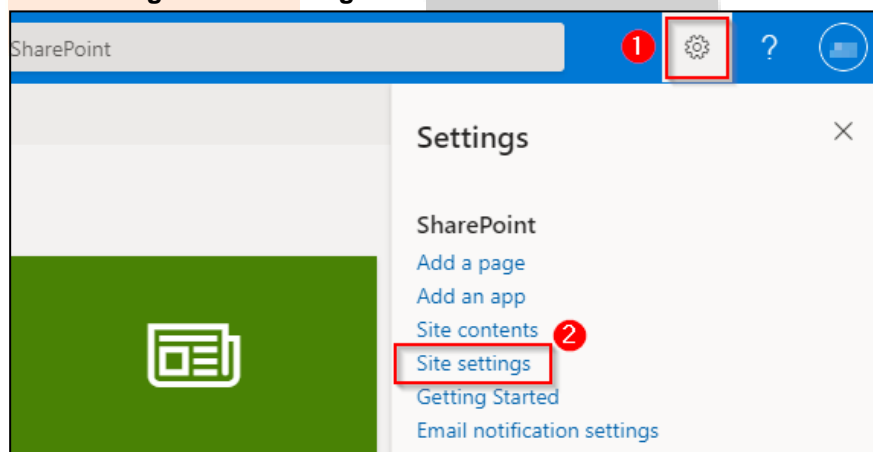 SharePoint
1
?
Settings
SharePoint
Add a page
Add an app
Site contents
2
Site settings
Getting Started
Email notification settings